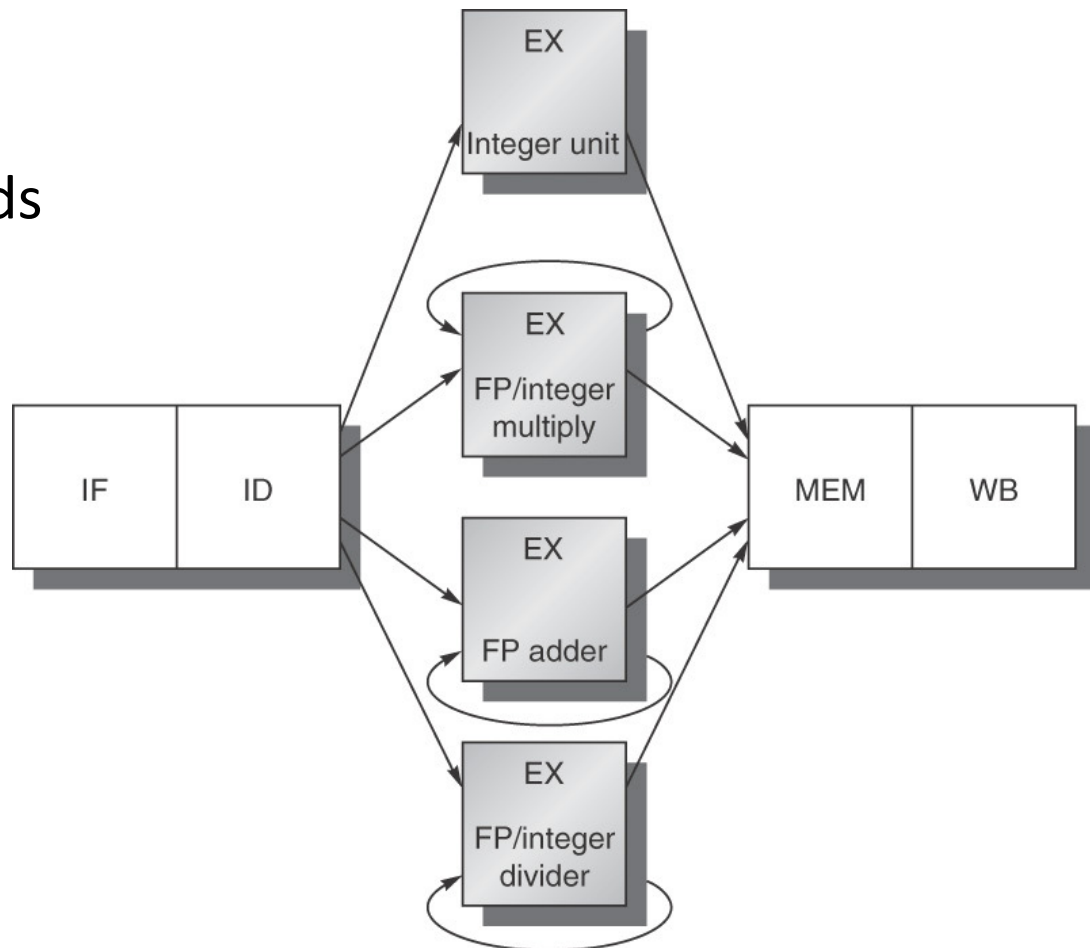 EX
Integer unit
ds
EX
FP/integer
multiply
IF
ID
MEM
WB
EX
FP adder
EX
FP/integer
divider